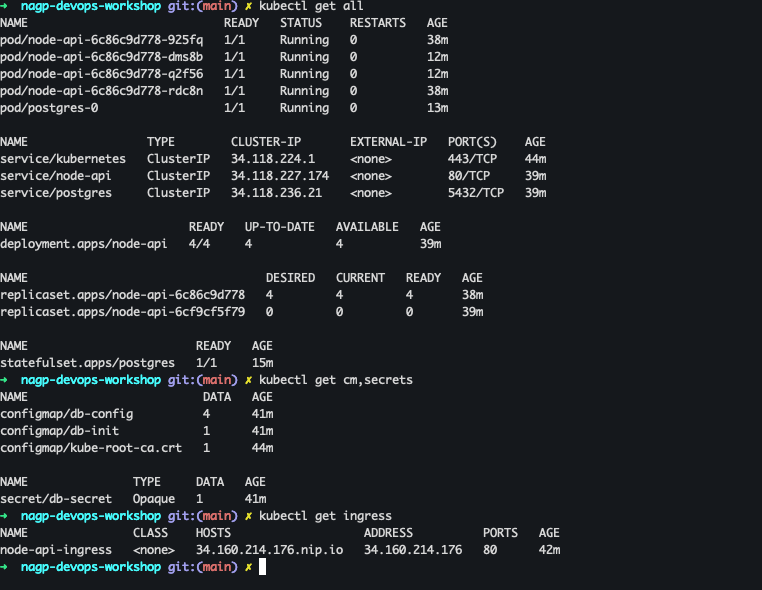 ➜  nagp-devops-workshop git:(main) ✗ kubectl get all
NAME                            READY   STATUS    RESTARTS   AGE
pod/node-api-6c86c9d778-925fq   1/1     Running   0          38m
pod/node-api-6c86c9d778-dms8b   1/1     Running   0          12m
pod/node-api-6c86c9d778-q2f56   1/1     Running   0          12m
pod/node-api-6c86c9d778-rdc8n   1/1     Running   0          38m
pod/postgres-0                  1/1     Running   0          13m
NAME                 TYPE        CLUSTER-IP       EXTERNAL-IP   PORT(S)    AGE
service/kubernetes   ClusterIP   34.118.224.1     <none>        443/TCP    44m
service/node-api     ClusterIP   34.118.227.174   <none>        80/TCP     39m
service/postgres     ClusterIP   34.118.236.21    <none>        5432/TCP   39m
NAME                       READY   UP-TO-DATE   AVAILABLE   AGE
deployment.apps/node-api   4/4     4            4           39m
NAME                                  DESIRED   CURRENT   READY   AGE
replicaset.apps/node-api-6c86c9d778   4         4         4       38m
replicaset.apps/node-api-6cf9cf5f79   0         0         0       39m
NAME                        READY   AGE
statefulset.apps/postgres   1/1     15m
➜  nagp-devops-workshop git:(main) ✗ kubectl get cm,secrets
NAME                         DATA   AGE
configmap/db-config          4      41m
configmap/db-init            1      41m
configmap/kube-root-ca.crt   1      44m
NAME               TYPE     DATA   AGE
secret/db-secret   Opaque   1      41m
➜  nagp-devops-workshop git:(main) ✗ kubectl get ingress
NAME               CLASS    HOSTS                   ADDRESS          PORTS   AGE
node-api-ingress   <none>   34.160.214.176.nip.io   34.160.214.176   80      42m
➜  nagp-devops-workshop git:(main) ✗